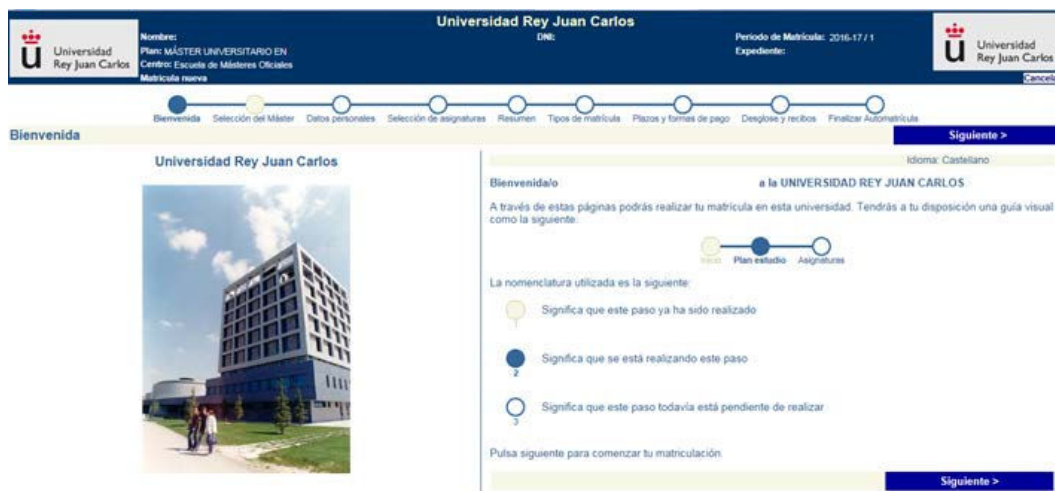 Universidad Rey Juan Carlos
Universidad
Rey Juan Carlos
Nombre:
DNI:
Periodo de Matrícula: 2016-17 / 1
Plan: MÁSTER UNIVERSITARIO EN
Expediente:
Centro: Escuela de Másteres Oficiales
Matrícula nueva
Universidad
Rey Juan Carlos
Cancela
Bienvenida Selección del Máster Datos personales Selección de asignaturas Resumen Tipos de matrícula Plazos y formas de pago Desglose y recibos Finalizar Automatrícula
Bienvenida
Siguiente >
Universidad Rey Juan Carlos
Idioma: Castellano
Bienvenida/o a la UNIVERSIDAD REY JUAN CARLOS
A través de estas páginas podrás realizar tu matrícula en esta universidad. Tendrás a tu disposición una guía visual
como la siguiente:
Inicio Plan estudio Asignaturas
La nomenclatura utilizada es la siguiente:
1
Significa que este paso ya ha sido realizado
Significa que se está realizando este paso
2
Significa que este paso todavía está pendiente de realizar
3
Pulsa siguiente para comenzar tu matriculación
Siguiente >